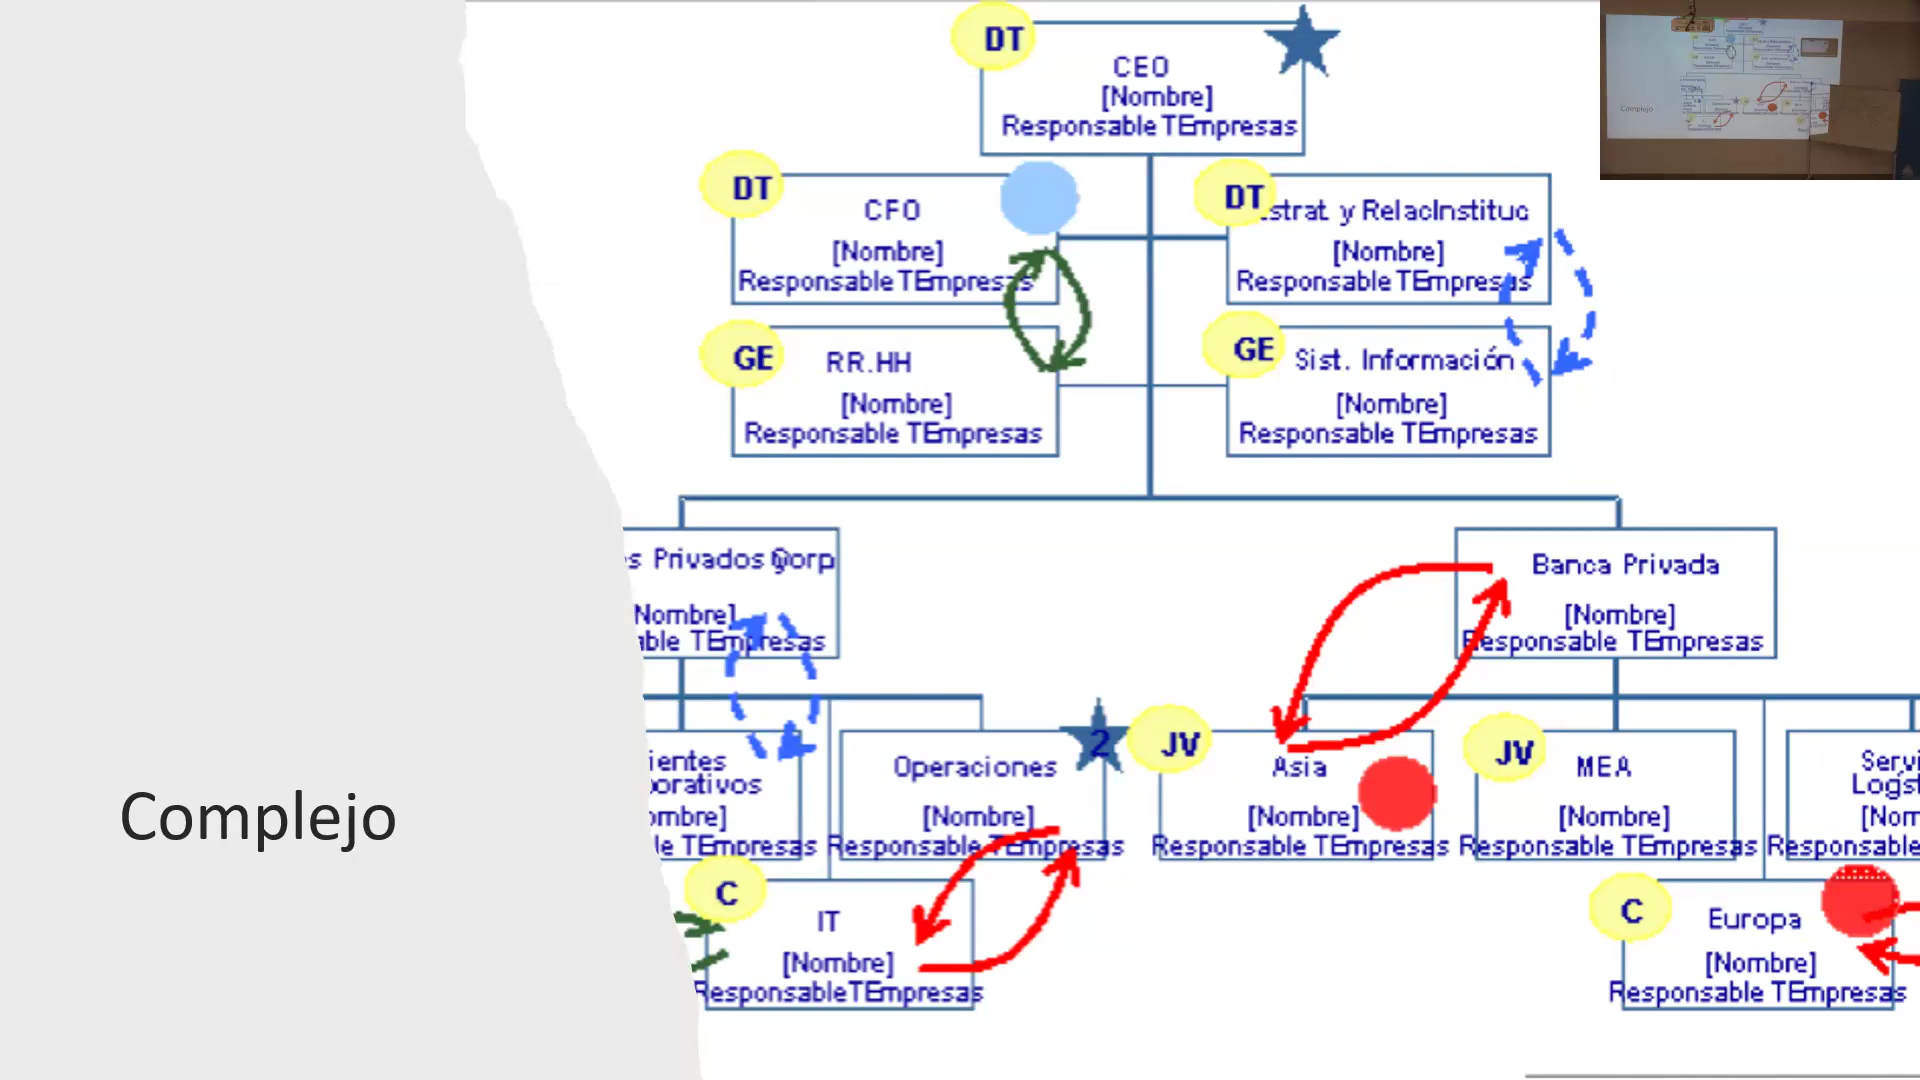 DT
CEO
[Nombre]
Responsable TEmpresas
DT
CFO
[Nombre]
Responsable TEmpresas
DT
strat. y RelacInstituc
[Nombre]
Responsable TEmpresas
GE
RR.HH
[Nombre]
Responsable TEmpresas
GE
Sist. Información
[Nombre]
Responsable TEmpresas
s Privados
Nombre]
ble TEmpresas
Banca Privada
[Nombre]
Responsable TEmpresas
ientes
orativos
ombre]
le TEmpresas
Operaciones
2
[Nombre]
Responsable TEmpresas
JV
Asia
[Nombre]
Responsable TEmpresas
JV
MEA
[Nombre]
Responsable TEmpresas
Servi
Logís
[Nom
Responsable
C
IT
[Nombre]
Responsable TEmpresas
C
Europa
[Nombre]
Responsable TEmpresas
Complejo
Complejo